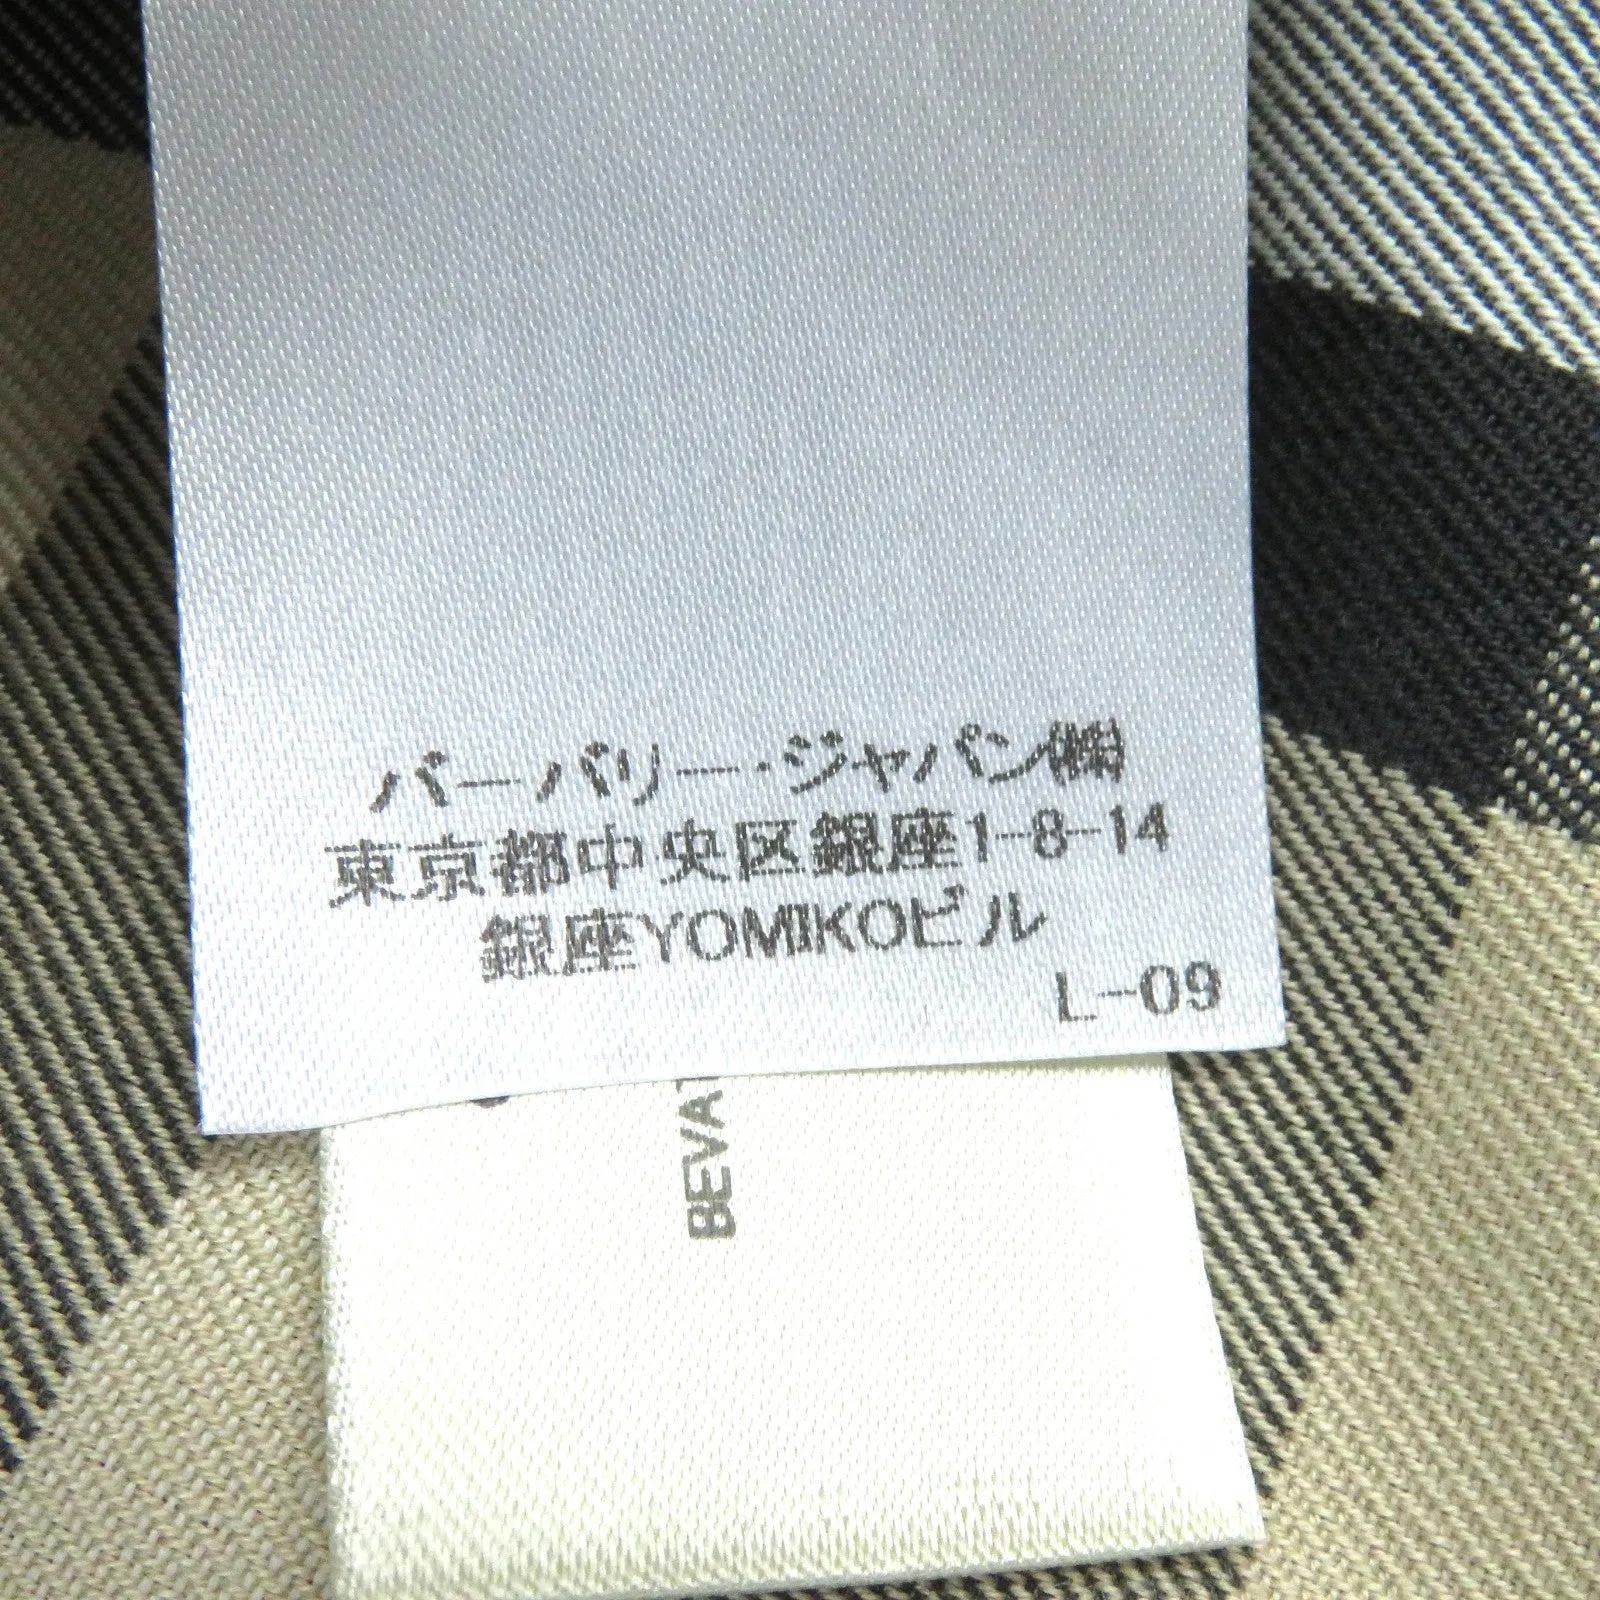 バーバリー・ジャパン㈱
東京都中央区銀座1-8-14
銀座YOMIKOビル
L-09
BEVA